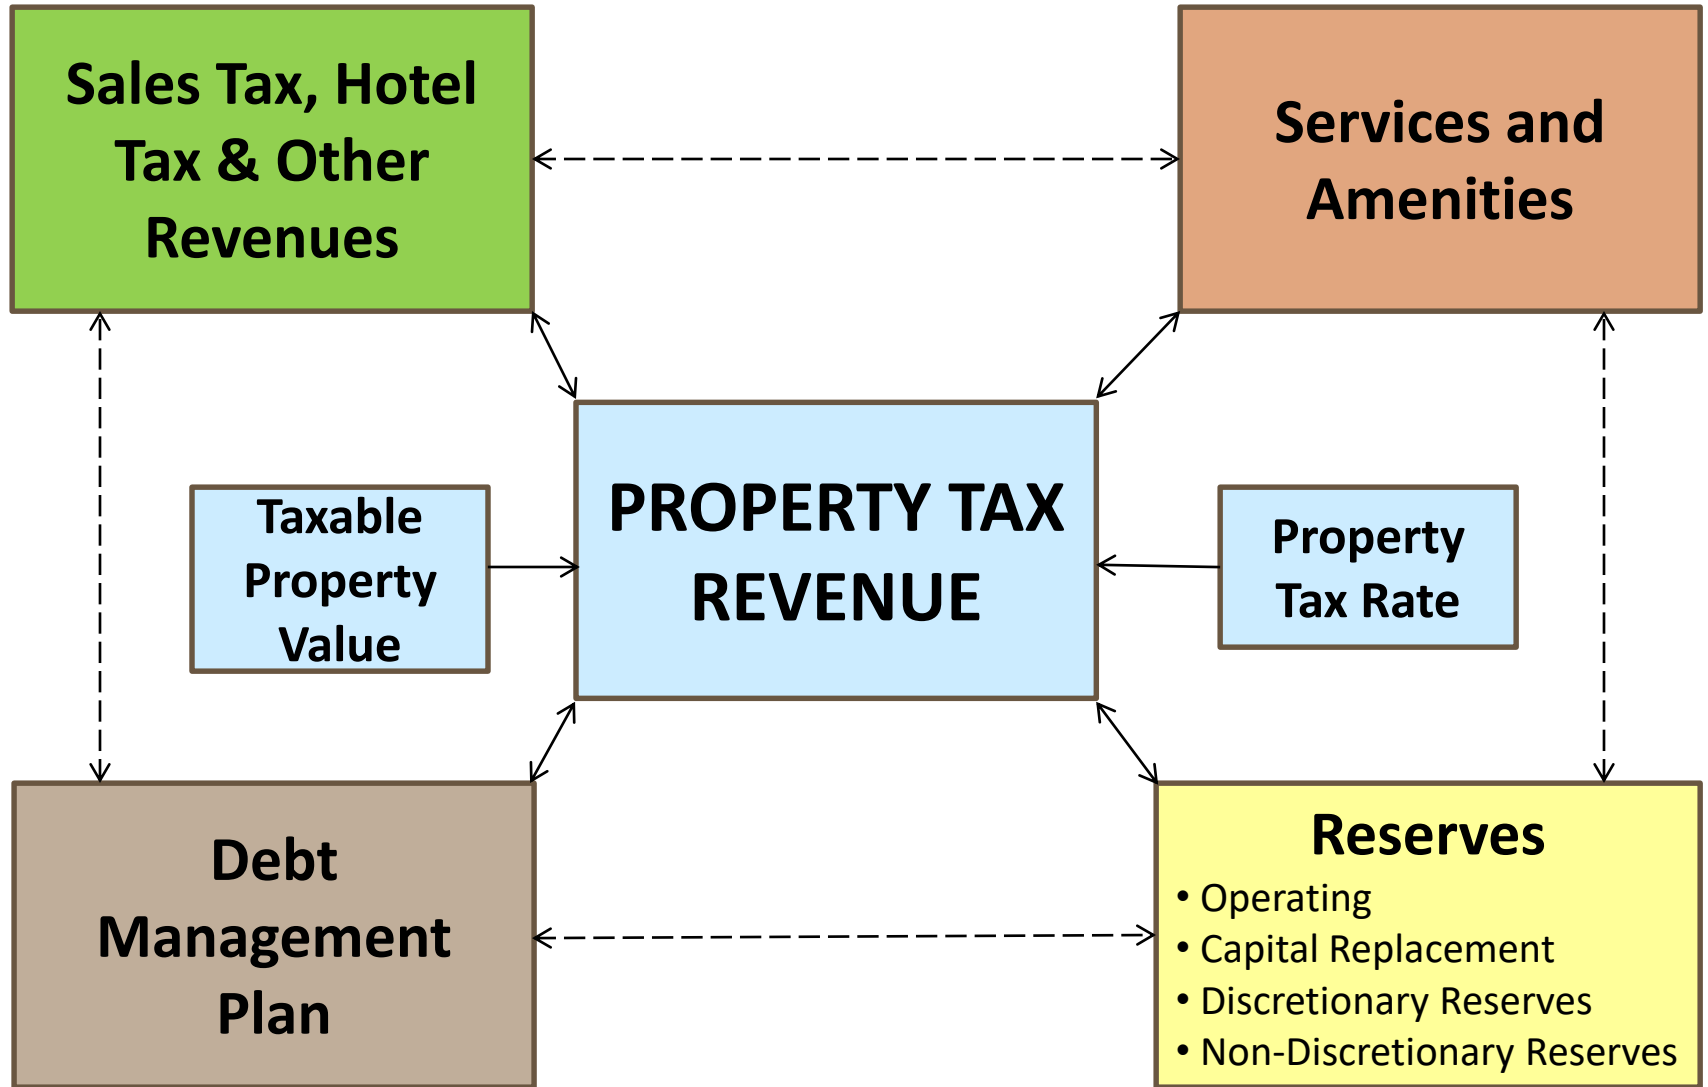 Sales Tax, Hotel
Tax & Other
Revenues
Services and
Amenities
Taxable
Property
Value
PROPERTY TAX
REVENUE
Property
Tax Rate
Debt
Management
Plan
Reserves
• Operating
• Capital Replacement
• Discretionary Reserves
• Non-Discretionary Reserves